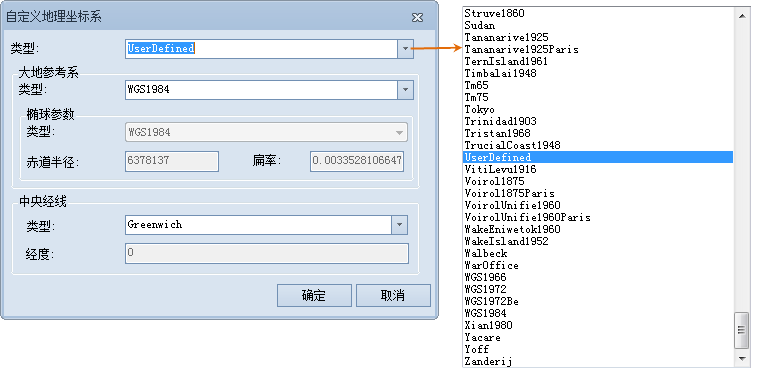 自定义地理坐标系
类型: UserDefined
大地参考系
类型: WGS1984
椭球参数
类型: WGS1984
赤道半径: 6378137 扁率: 0.0033528106647
中央经线
类型: Greenwich
经度: 0
确定 取消
Struve1860
Sudan
Tananarive1925
Tananarive1925Paris
TernIsland1961
Timbalai1948
Tm65
Tm75
Tokyo
Trinidad1903
Tristan1968
TrucialCoast1948
UserDefined
VitiLevu1916
Voirol1875
Voirol1875Paris
VoirolUnifie1960
VoirolUnifie1960Paris
WakeEniwetok1960
WakeIsland1952
Walbeck
WarOffice
WGS1966
WGS1972
WGS1972Be
WGS1984
Xian1980
Yacare
Yoff
Zanderij